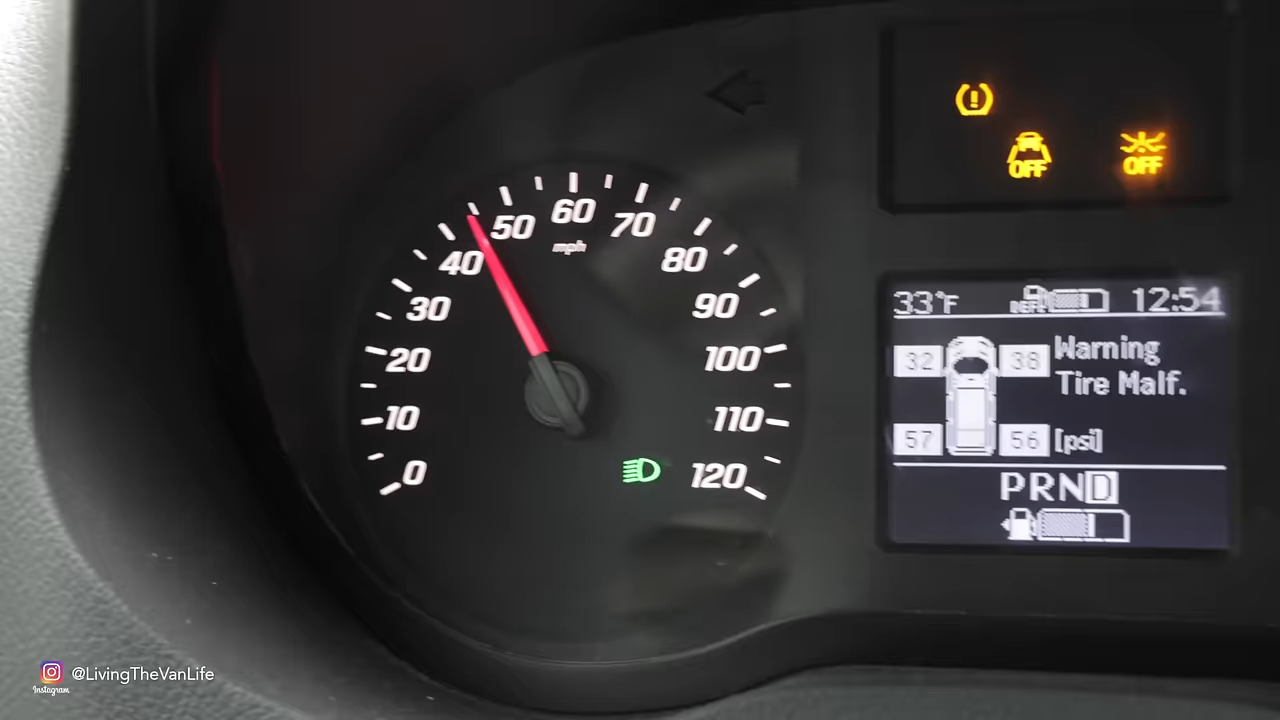 50 60 70
mph
40 80
30 90
20 100
10 110
0 120
OFF OFF
33°F DEF 12:54
32 38 Warning
Tire Malf.
57 56 [psi]
PRND
@LivingTheVanLife
Instagram